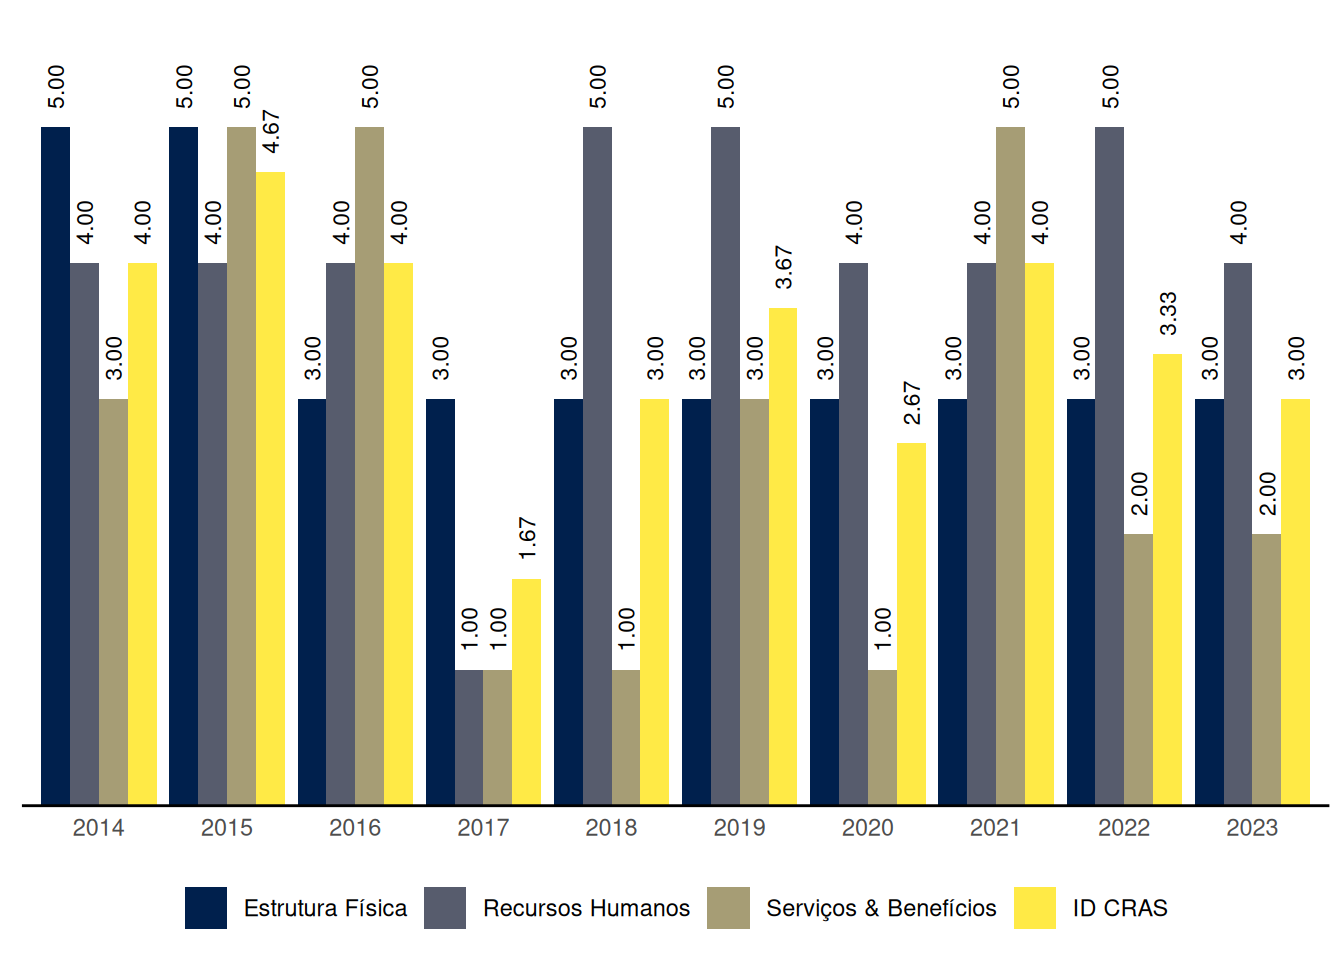 5.00 5.00 5.00 5.00 5.00 5.00 5.00 5.00
4.67
4.00 4.00 4.00 4.00 4.00 4.00 4.00 4.00 4.00
3.67
3.33
3.00 3.00 3.00 3.00 3.00 3.00 3.00 3.00 3.00 3.00 3.00 3.00
2.67
2.00 2.00
1.67
1.00 1.00 1.00 1.00
2014 2015 2016 2017 2018 2019 2020 2021 2022 2023
Estrutura Física Recursos Humanos Serviços & Benefícios ID CRAS